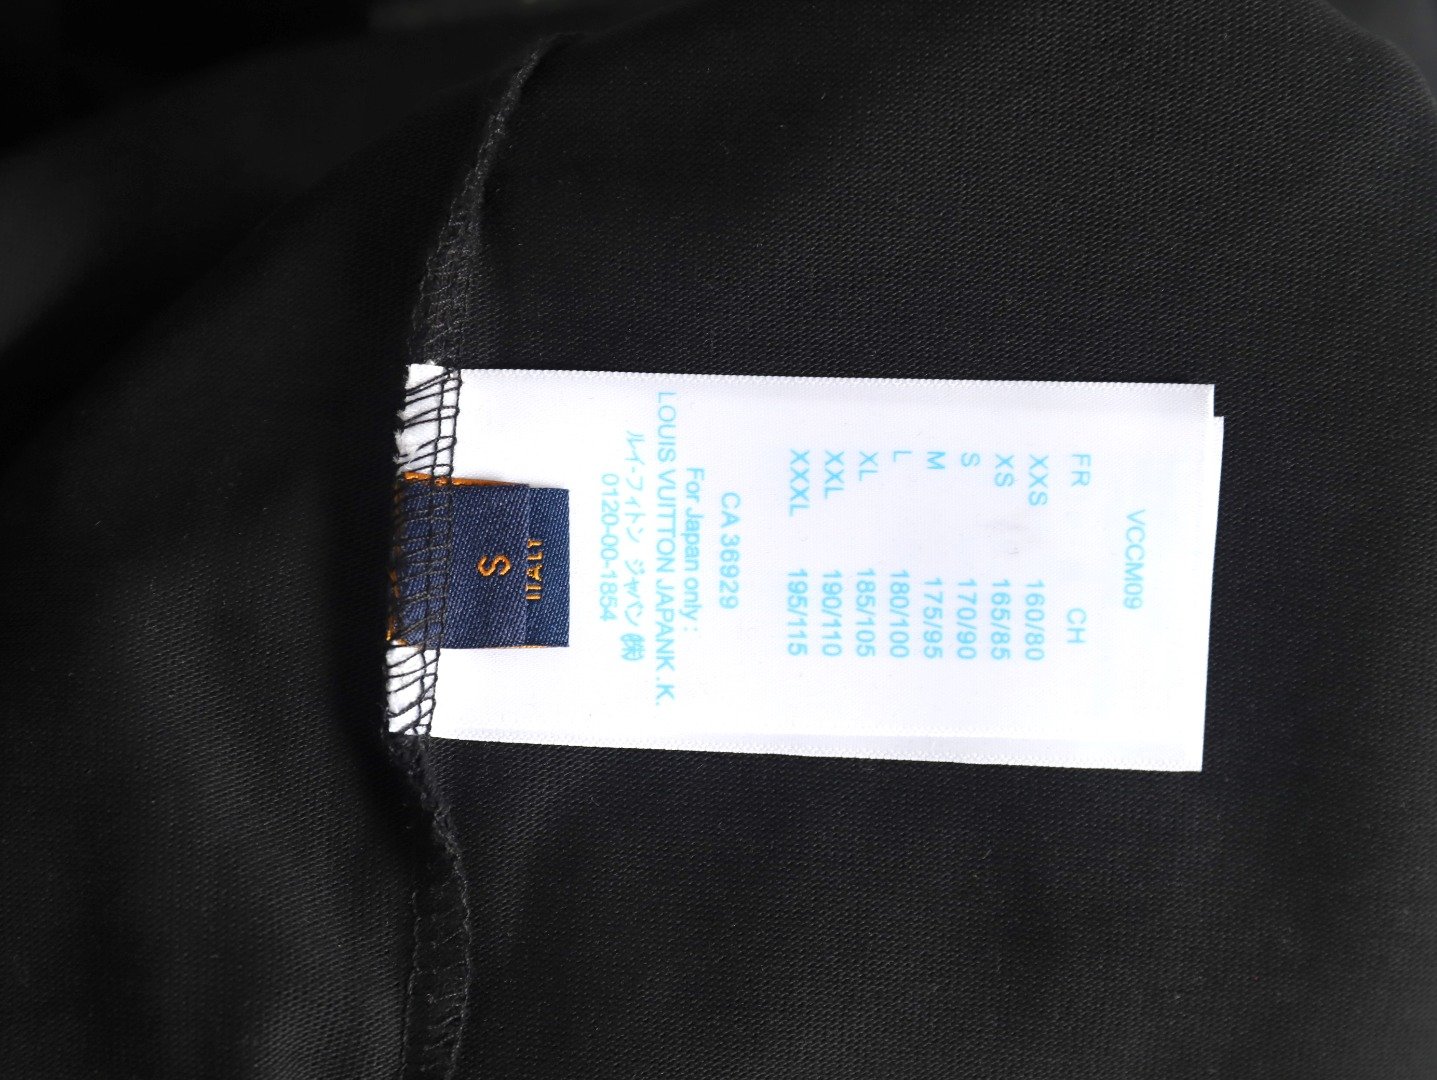 VCCM09
FR CH
XXS 160/80
XS 165/85
S 170/90
M 175/95
L 180/100
XL 185/105
XXL 190/110
XXXL 195/115
CA 36929
For Japan only :
LOUIS VUITTON JAPANK .K.
ルイ-フィトン ジャパン ㈱
0120-00-1854
ITALY
S